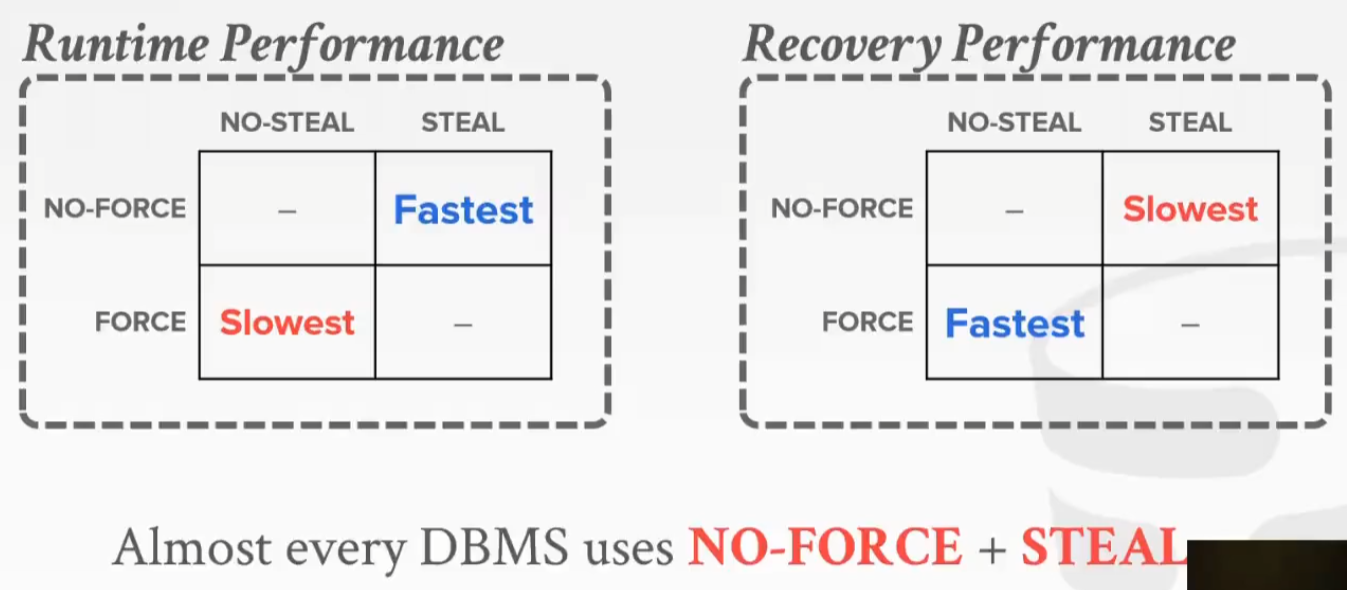 Runtime Performance
Recovery Performance
NO-STEAL STEAL
NO-FORCE – Fastest
FORCE Slowest –
NO-STEAL STEAL
NO-FORCE – Slowest
FORCE Fastest –
Almost every DBMS uses NO-FORCE + STEAL